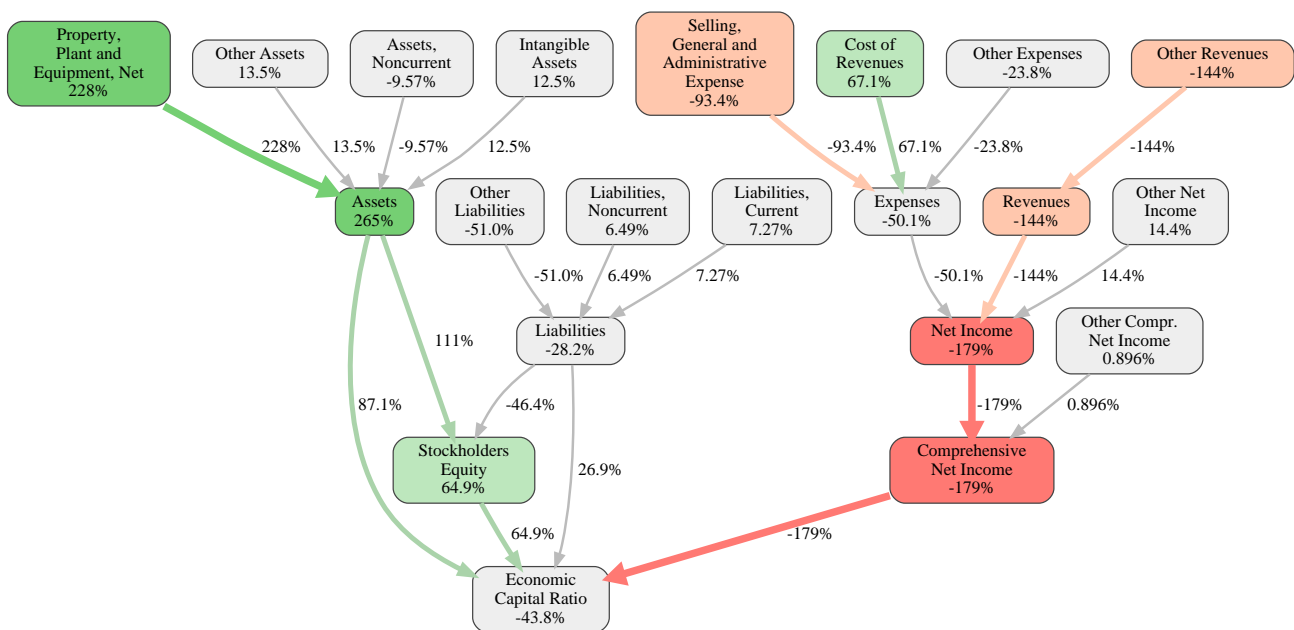 Property,
Plant and
Equipment, Net
228%
Other Assets
13.5%
Assets,
Noncurrent
-9.57%
Intangible
Assets
12.5%
Selling,
General and
Administrative
Expense
-93.4%
Cost of
Revenues
67.1%
Other Expenses
-23.8%
Other Revenues
-144%
228%
13.5%
-9.57%
12.5%
-93.4%
67.1%
-23.8%
-144%
Assets
265%
Other
Liabilities
-51.0%
Liabilities,
Noncurrent
6.49%
Liabilities,
Current
7.27%
Expenses
-50.1%
Revenues
-144%
Other Net
Income
14.4%
-51.0%
6.49%
7.27%
-50.1%
-144%
14.4%
111%
Liabilities
-28.2%
Net Income
-179%
Other Compr.
Net Income
0.896%
87.1%
-46.4%
-179%
0.896%
Stockholders
Equity
64.9%
26.9%
Comprehensive
Net Income
-179%
64.9%
-179%
Economic
Capital Ratio
-43.8%